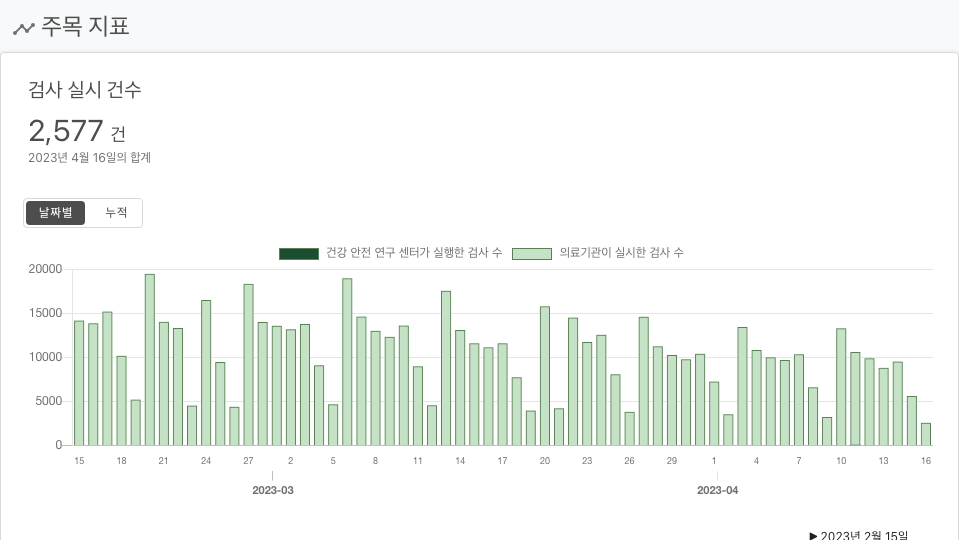 주목 지표
검사 실시 건수
2,577 건
2023년 4월 16일의 합계
날짜별 누적
건강 안전 연구 센터가 실행한 검사 수 의료기관이 실시한 검사 수
20000
15000
10000
5000
0
15 18 21 24 27 2 5 8 11 14 17 20 23 26 29 1 4 7 10 13 16
2023-03 2023-04
▶ 2023년 2월 15일